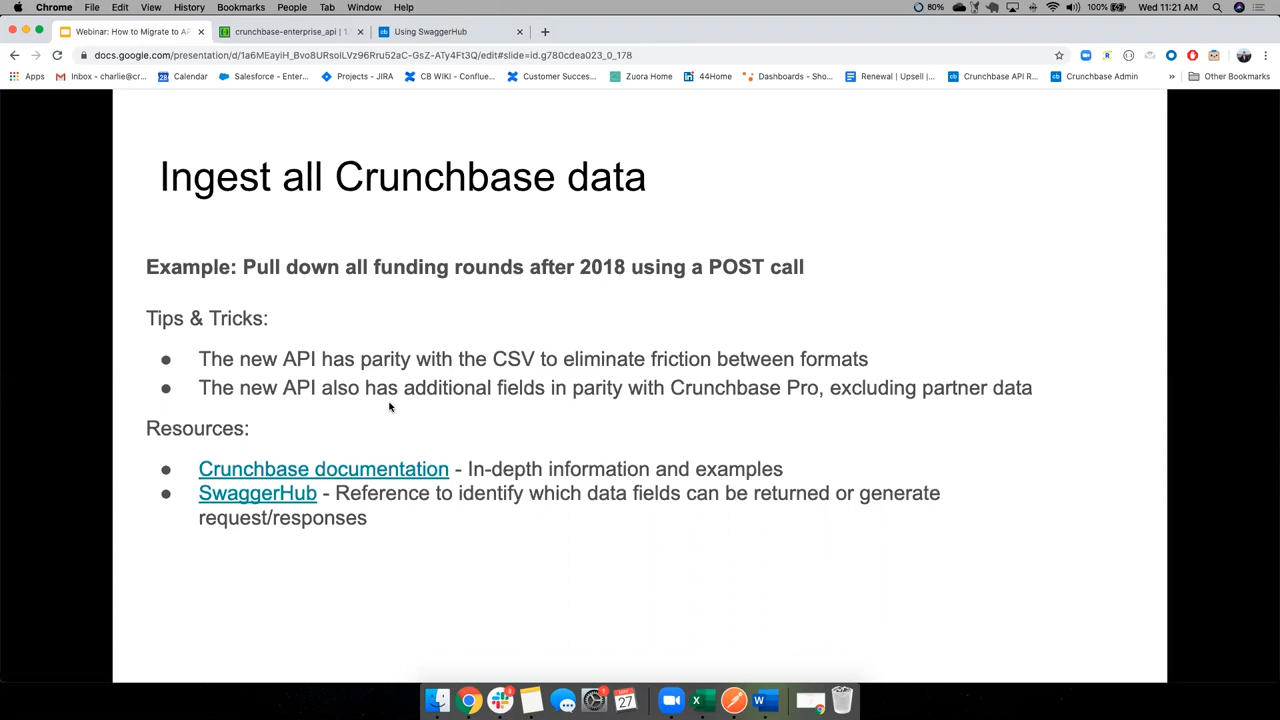 Chrome File Edit View History Bookmarks People Tab Window Help 80% 100% Wed 11:21 AM
Webinar: How to Migrate to AP crunchbase-enterprise_api | 1. Using SwaggerHub
docs.google.com/presentation/d/1a6MEayiH_Bvo8URsoiLVz96Rru52aC-GsZ-ATy4Ft3Q/edit#slide=id.g780cdea023_0_178
Apps Inbox - charlie@cr... Calendar Salesforce - Enter... Projects - JIRA CB WIKI - Conflue... Customer Succes... Zuora Home 44Home Dashboards - Sho... Renewal | Upsell |... Crunchbase API R... Crunchbase Admin » Other Bookmarks
Ingest all Crunchbase data
Example: Pull down all funding rounds after 2018 using a POST call
Tips & Tricks:
● The new API has parity with the CSV to eliminate friction between formats
● The new API also has additional fields in parity with Crunchbase Pro, excluding partner data
Resources:
● Crunchbase documentation - In-depth information and examples
● SwaggerHub - Reference to identify which data fields can be returned or generate
request/responses